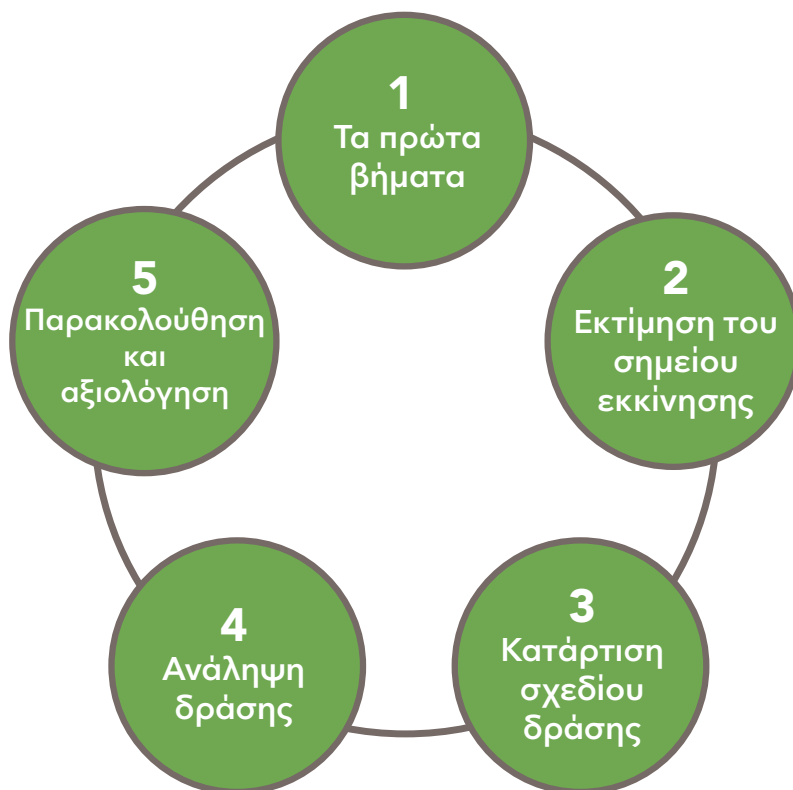 1
Τα πρώτα
βήματα
2
Εκτίμηση του
σημείου
εκκίνησης
3
Κατάρτιση
σχεδίου
δράσης
4
Ανάληψη
δράσης
5
Παρακολούθηση
και
αξιολόγηση